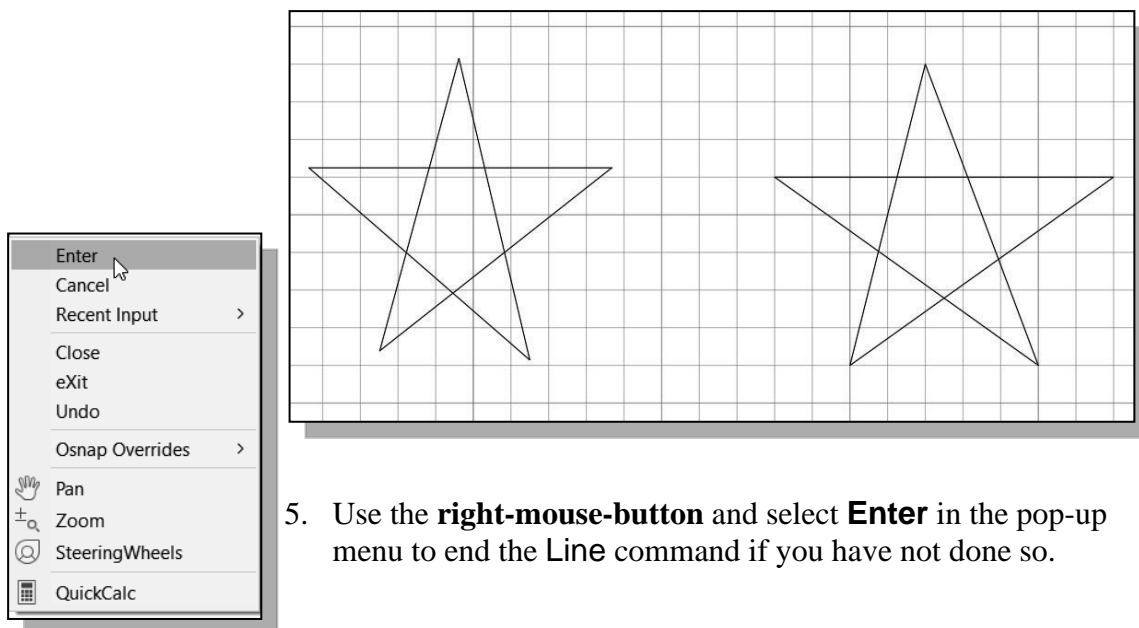 Enter
Cancel
Recent Input >
Close
eXit
Undo
Osnap Overrides >
Pan
Zoom
SteeringWheels
QuickCalc
5. Use the right-mouse-button and select Enter in the pop-up
menu to end the Line command if you have not done so.